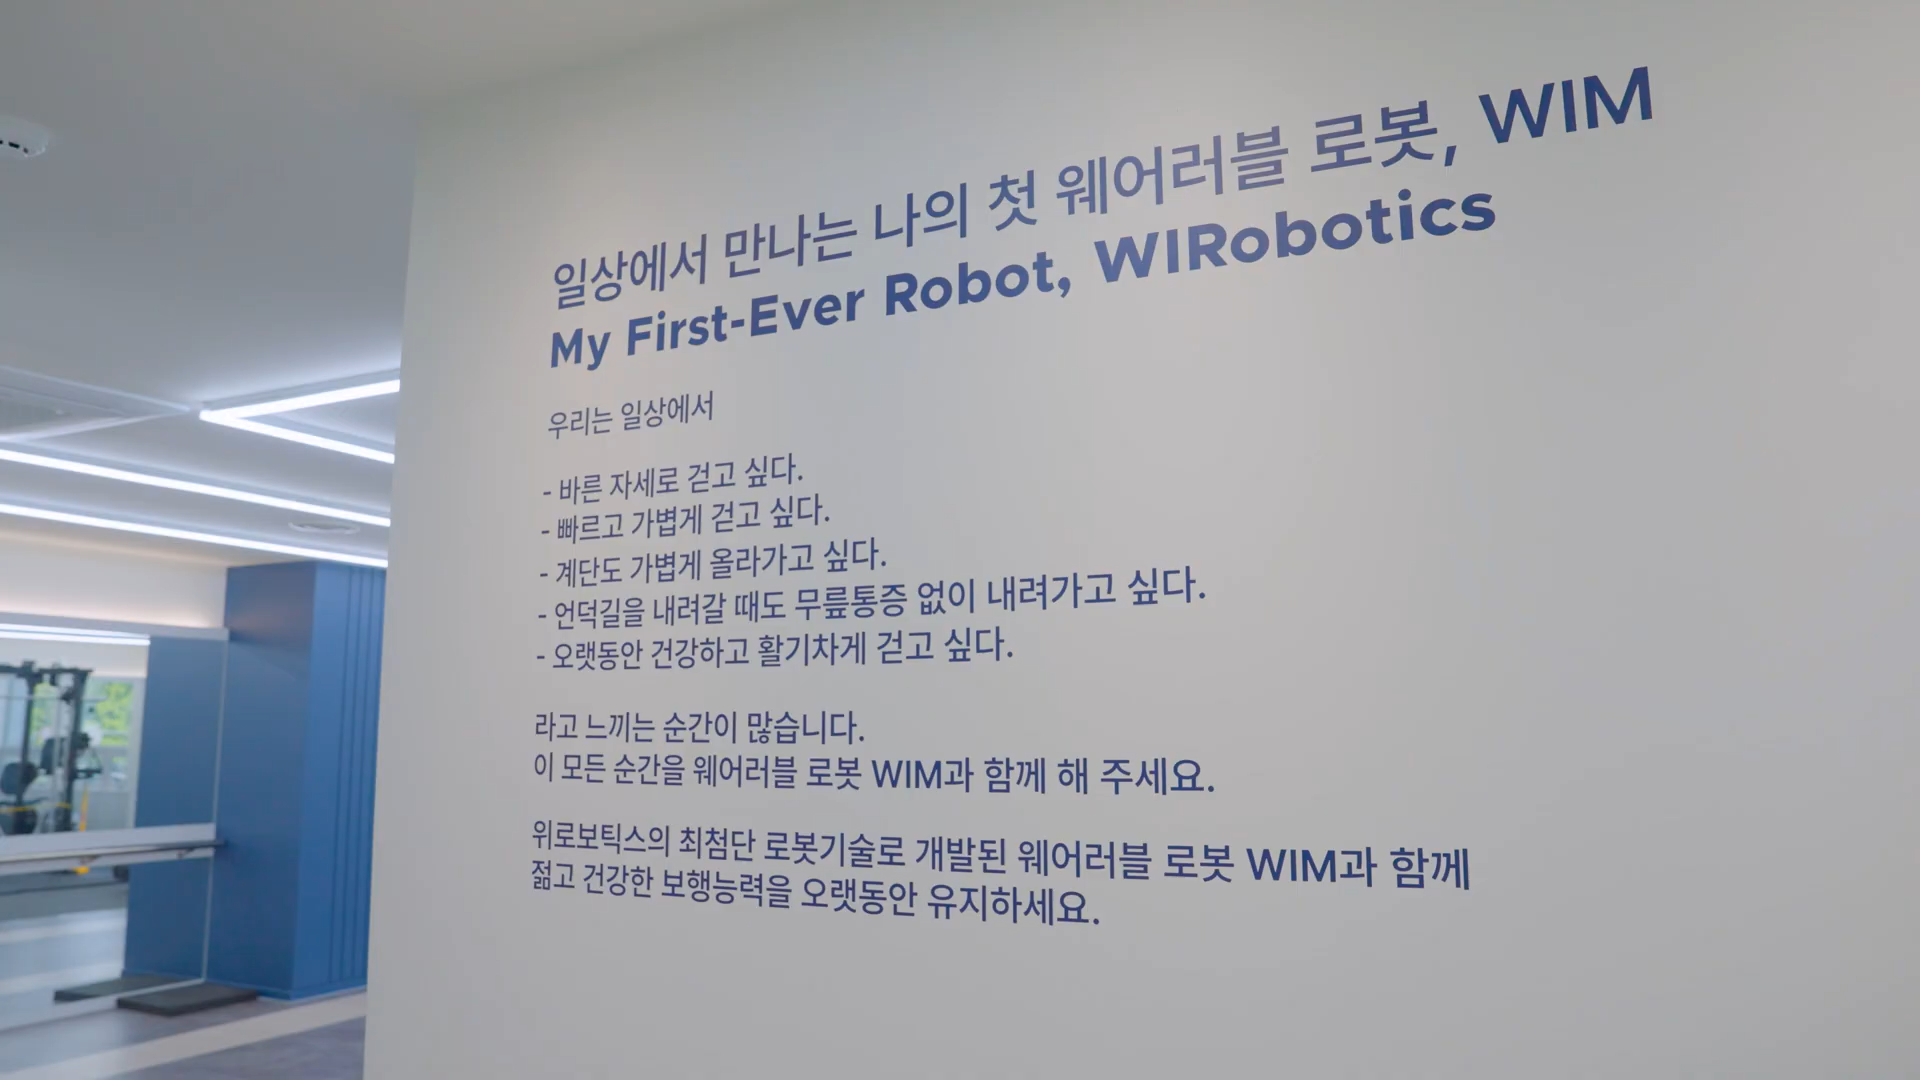 일상에서 만나는 나의 첫 웨어러블 로봇, WIM
My First-Ever Robot, WIRobotics
우리는 일상에서
- 바른 자세로 걷고 싶다.
- 빠르고 가볍게 걷고 싶다.
- 계단도 가볍게 올라가고 싶다.
- 언덕길을 내려갈 때도 무릎통증 없이 내려가고 싶다.
- 오랫동안 건강하고 활기차게 걷고 싶다.
라고 느끼는 순간이 많습니다.
이 모든 순간을 웨어러블 로봇 WIM과 함께 해 주세요.
위로보틱스의 최첨단 로봇기술로 개발된 웨어러블 로봇 WIM과 함께
젊고 건강한 보행능력을 오랫동안 유지하세요.